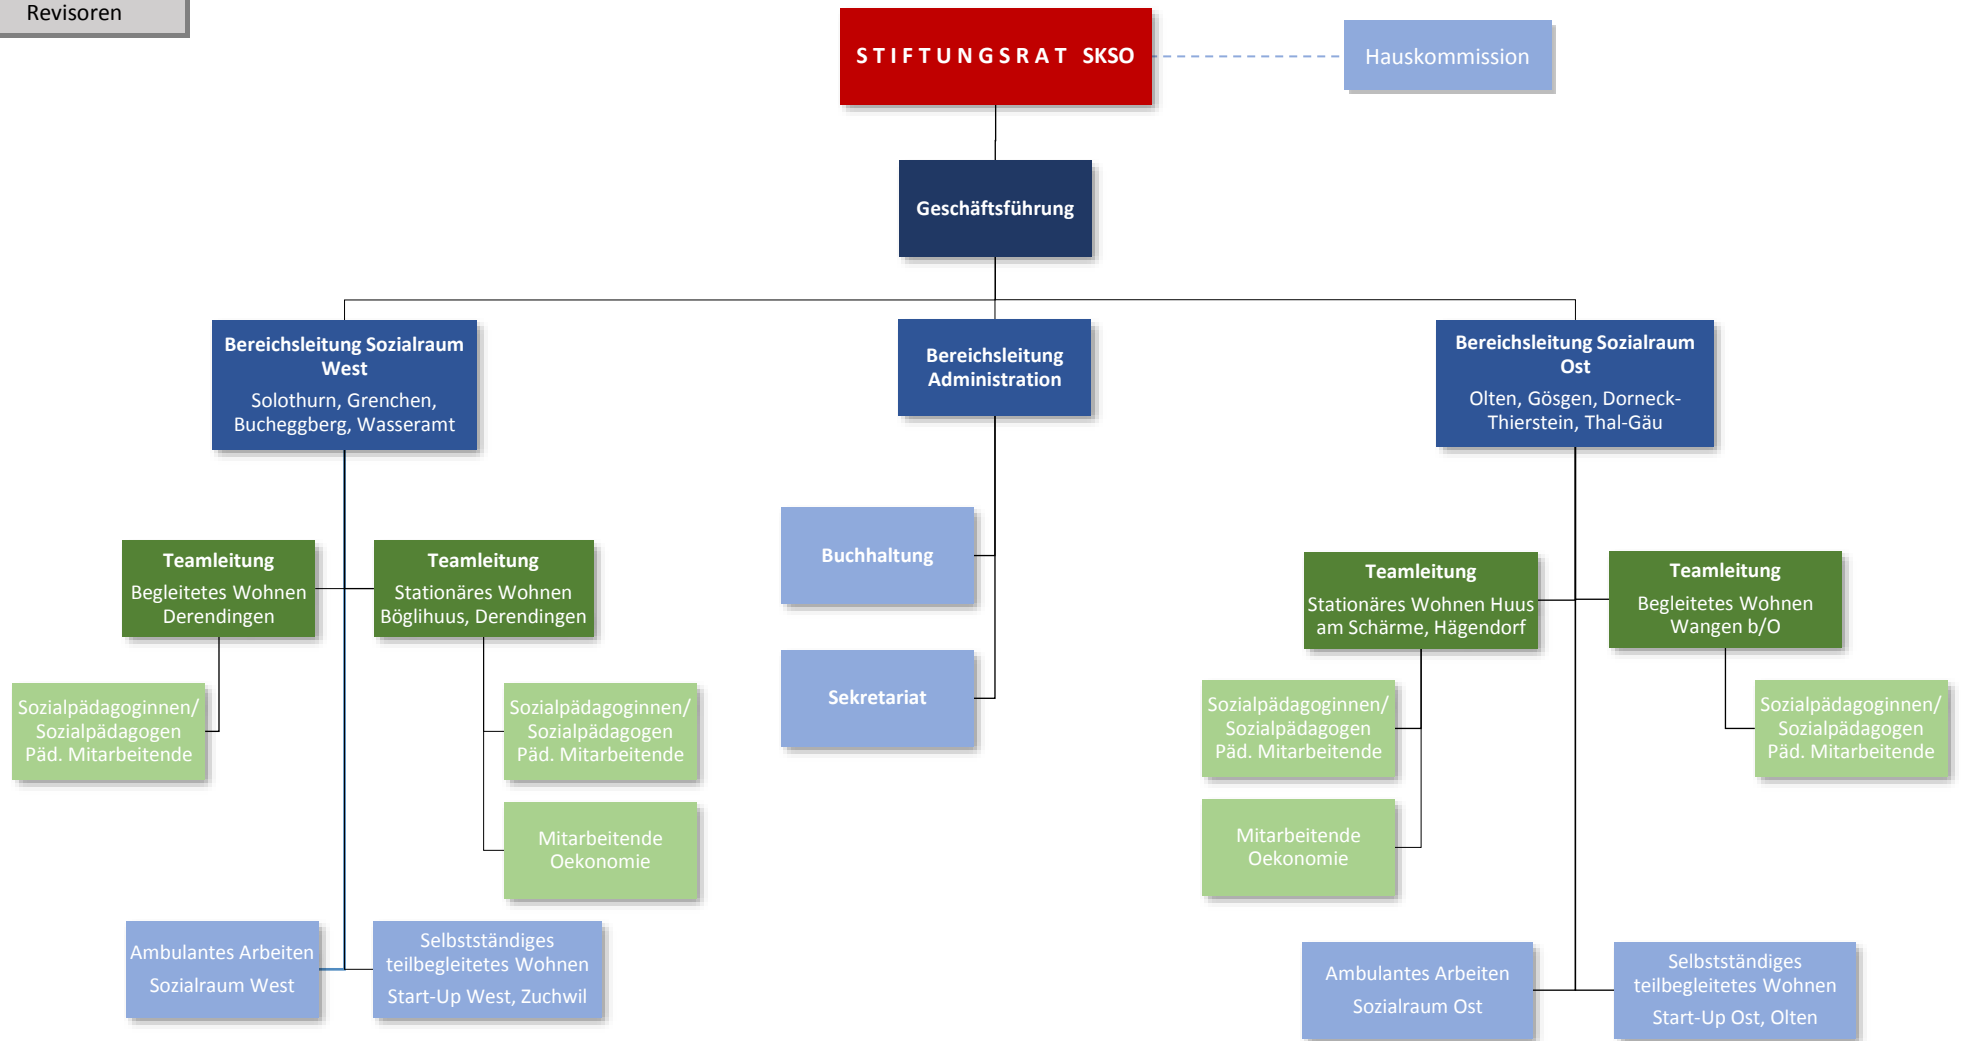 Revisoren
STIFTUNGSRAT SKSO
Hauskommission
Geschäftsführung
Bereichsleitung Sozialraum
West
Solothurn, Grenchen,
Bucheggberg, Wasseramt
Bereichsleitung
Administration
Bereichsleitung Sozialraum
Ost
Olten, Gösgen, Dorneck-
Thierstein, Thal-Gäu
Buchhaltung
Sekretariat
Teamleitung
Begleitetes Wohnen
Derendingen
Teamleitung
Stationäres Wohnen
Böglihuus, Derendingen
Teamleitung
Stationäres Wohnen Huus
am Schärme, Hägendorf
Teamleitung
Begleitetes Wohnen
Wangen b/O
Sozialpädagoginnen/
Sozialpädagogen
Päd. Mitarbeitende
Sozialpädagoginnen/
Sozialpädagogen
Päd. Mitarbeitende
Sozialpädagoginnen/
Sozialpädagogen
Päd. Mitarbeitende
Sozialpädagoginnen/
Sozialpädagogen
Päd. Mitarbeitende
Mitarbeitende
Oekonomie
Mitarbeitende
Oekonomie
Ambulantes Arbeiten
Sozialraum West
Selbstständiges
teilbegleitetes Wohnen
Start-Up West, Zuchwil
Ambulantes Arbeiten
Sozialraum Ost
Selbstständiges
teilbegleitetes Wohnen
Start-Up Ost, Olten